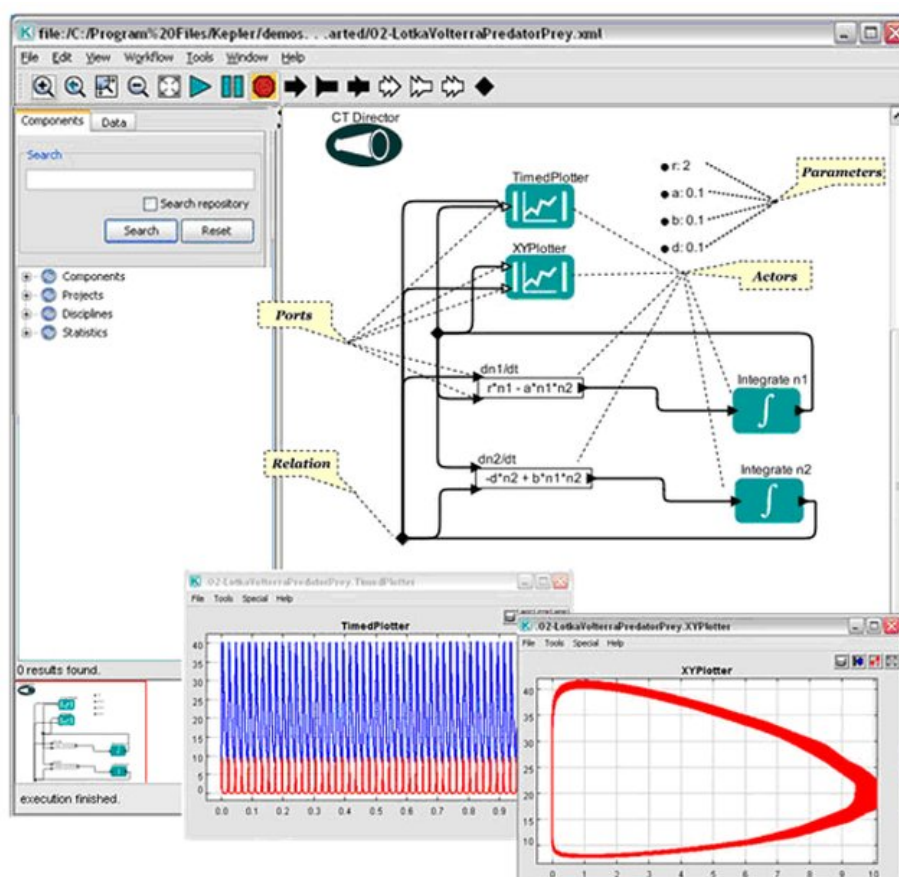 file:/C:/Program%20Files/Kepler/demos. . .arted/02-LotkaVolterraPredatorPrey.xml
File Edit View Workflow Tools Window Help
Components Data
Search
Search repository
Search Reset
Components
Projects
Disciplines
Statistics
0 results found.
execution finished.
CT Director
TimedPlotter
XYPlotter
r: 2
a: 0.1
b: 0.1
d: 0.1
Parameters
Actors
Ports
Relation
dn1/dt
r*n1 - a*n1*n2
Integrate n1
∫
dn2/dt
-d*n2 + b*n1*n2
Integrate n2
∫
.02-LotkaVolterraPredatorPrey.TimedPlotter
File Tools Special Help
TimedPlotter
40
35
30
25
20
15
10
5
0
0.0 0.1 0.2 0.3 0.4 0.5 0.6 0.7 0.8 0.9
.02-LotkaVolterraPredatorPrey.XYPlotter
File Tools Special Help
XYPlotter
40
35
30
25
20
15
10
0 1 2 3 4 5 6 7 8 9 10